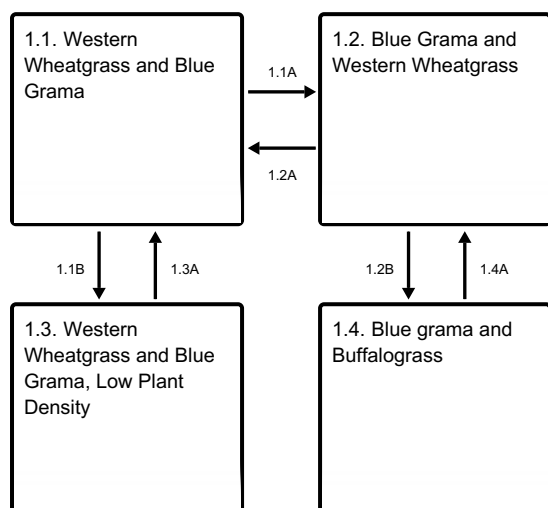 1.1. Western
Wheatgrass and Blue
Grama
1.2. Blue Grama and
Western Wheatgrass
1.1A
1.2A
1.1B
1.3A
1.2B
1.4A
1.3. Western
Wheatgrass and Blue
Grama, Low Plant
Density
1.4. Blue grama and
Buffalograss